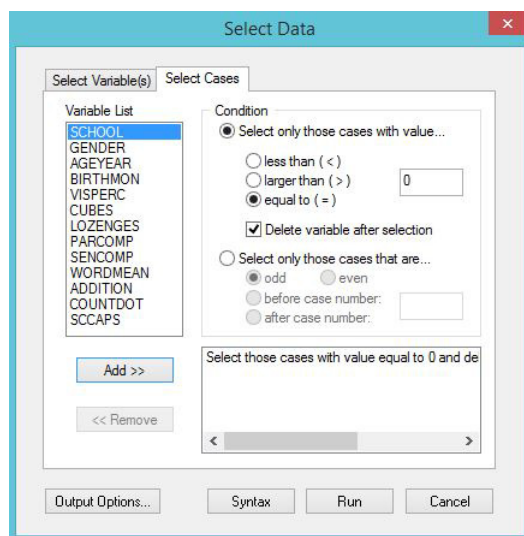 Select Data
Select Variable(s) Select Cases
Variable List
SCHOOL
GENDER
AGEYEAR
BIRTHMON
VISPERC
CUBES
LOZENGES
PARCOMP
SENCOMP
WORDMEAN
ADDITION
COUNTDOT
SCCAPS
Condition
Select only those cases with value...
less than ( < )
larger than ( > ) 0
equal to ( = )
Delete variable after selection
Select only those cases that are...
odd even
before case number:
after case number:
Add >>
<< Remove
Select those cases with value equal to 0 and de
Output Options... Syntax Run Cancel